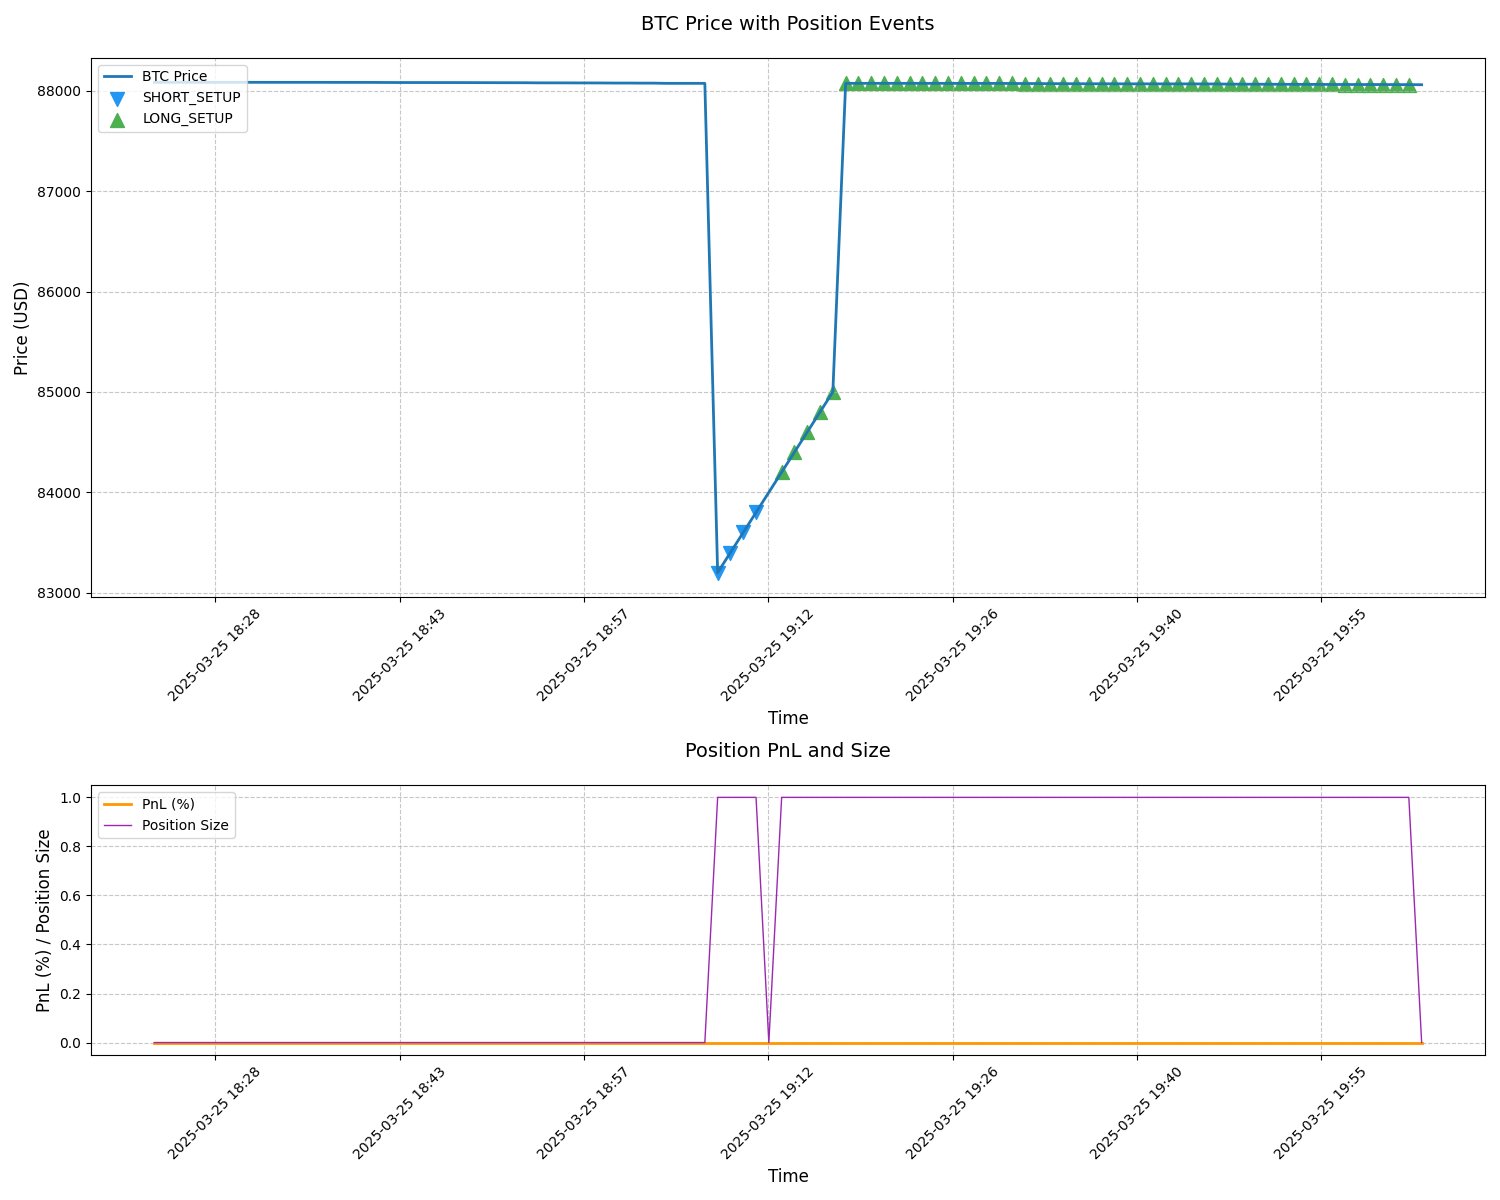 BTC Price with Position Events
BTC Price
SHORT_SETUP
LONG_SETUP
Price (USD)
88000
87000
86000
85000
84000
83000
2025-03-25 18:28
2025-03-25 18:43
2025-03-25 18:57
2025-03-25 19:12
2025-03-25 19:26
2025-03-25 19:40
2025-03-25 19:55
Time
Position PnL and Size
PnL (%)
Position Size
PnL (%) / Position Size
1.0
0.8
0.6
0.4
0.2
0.0
2025-03-25 18:28
2025-03-25 18:43
2025-03-25 18:57
2025-03-25 19:12
2025-03-25 19:26
2025-03-25 19:40
2025-03-25 19:55
Time